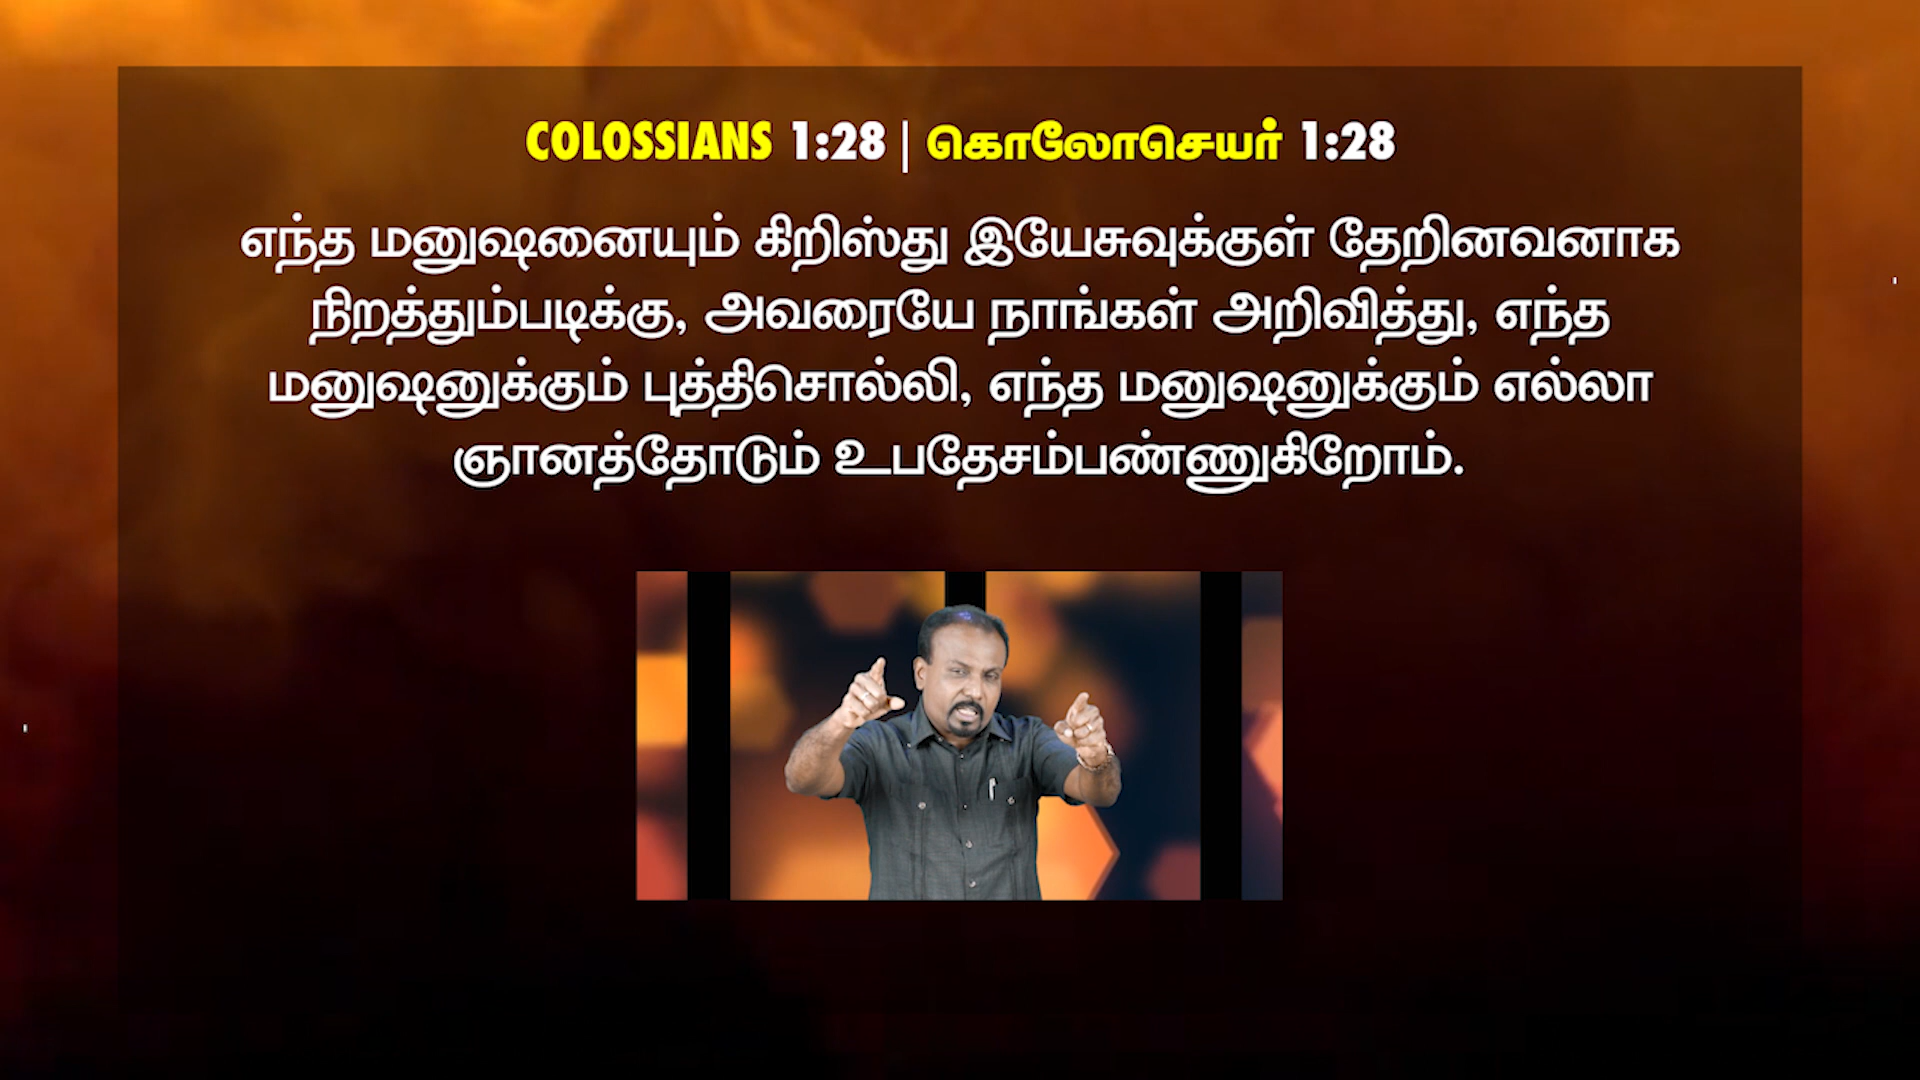 COLOSSIANS 1:28 | கொலோசெயர் 1:28
எந்த மனுஷனையும் கிறிஸ்து இயேசுவுக்குள் தேறினவனாக
நிறத்தும்படிக்கு, அவரையே நாங்கள் அறிவித்து, எந்த
மனுஷனுக்கும் புத்திசொல்லி, எந்த மனுஷனுக்கும் எல்லா
ஞானத்தோடும் உபதேசம்பண்ணுகிறோம்.